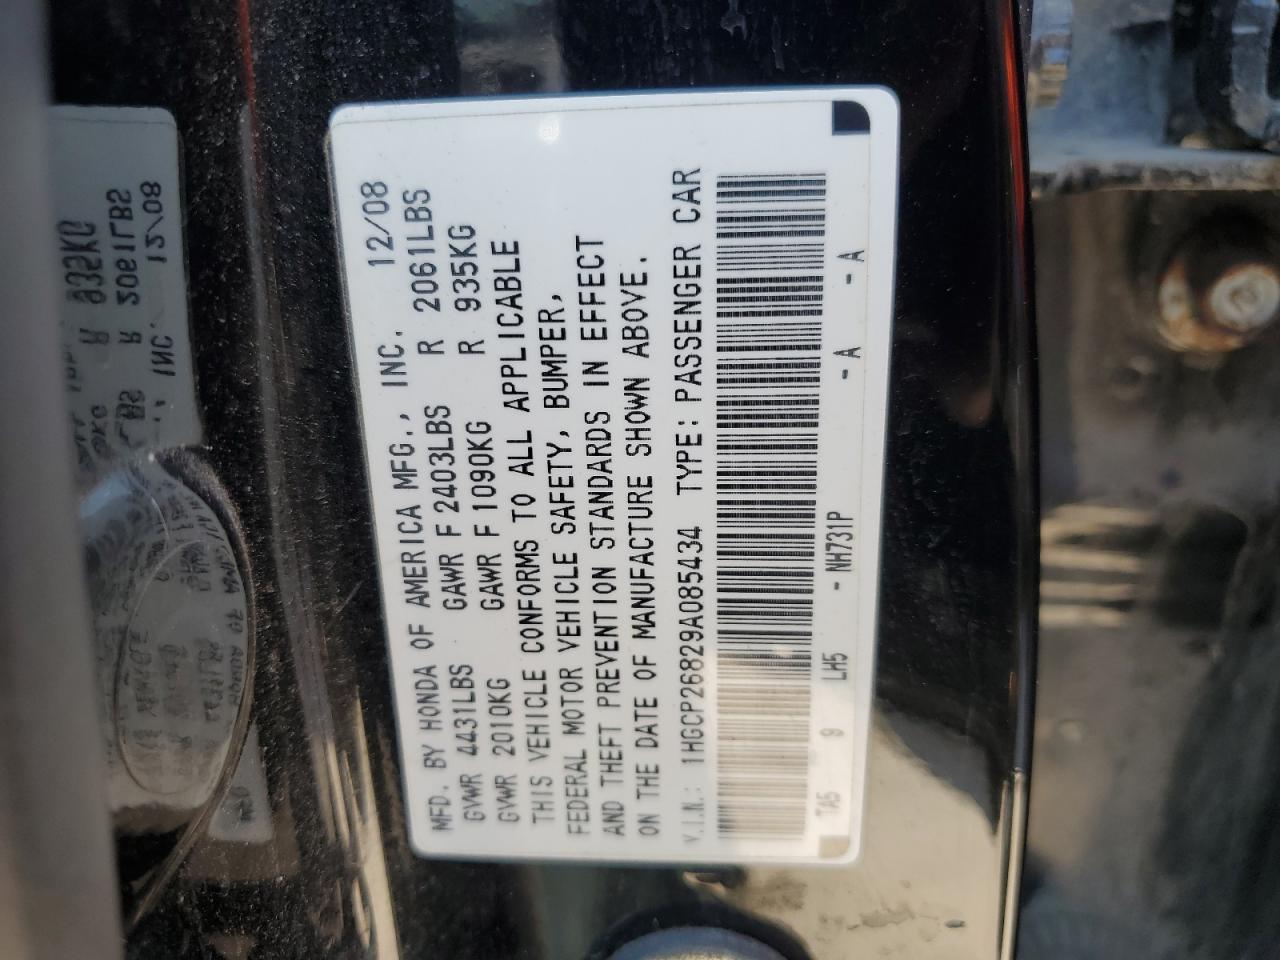 MFD. BY HONDA OF AMERICA MFG., INC. 12/08
GVWR 4431LBS GAWR F 2403LBS R 2061LBS
GVWR 2010KG GAWR F 1090KG R 935KG
THIS VEHICLE CONFORMS TO ALL APPLICABLE
FEDERAL MOTOR VEHICLE SAFETY, BUMPER,
AND THEFT PREVENTION STANDARDS IN EFFECT
ON THE DATE OF MANUFACTURE SHOWN ABOVE.
V.I.N.: 1HGCP26829A085434 TYPE: PASSENGER CAR
TA5 9 LH5 - NH731P - A - A